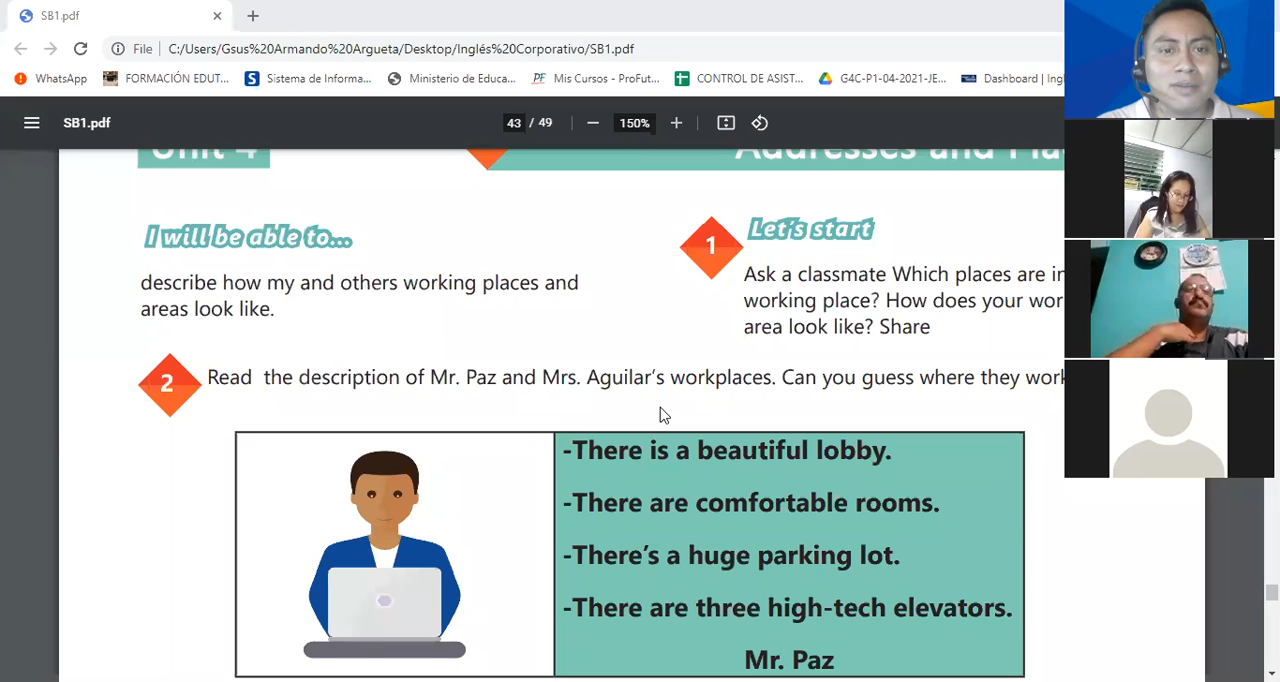 SB1.pdf
File
C:/Users/Gsus%20Armando%20Argueta/Desktop/Inglés%20Corporativo/SB1.pdf
WhatsApp
FORMACIÓN EDUT...
Sistema de Informa...
Ministerio de Educa...
Mis Cursos - ProFut...
CONTROL DE ASIST...
G4C-P1-04-2021-JE...
Dashboard | Ingl
SB1.pdf
43 / 49
150%
Unit 4
Addresses and Pla
I will be able to...
describe how my and others working places and
areas look like.
1
Let's start
Ask a classmate Which places are in
working place? How does your wor
area look like? Share
2
Read the description of Mr. Paz and Mrs. Aguilar's workplaces. Can you guess where they work
-There is a beautiful lobby.
-There are comfortable rooms.
-There's a huge parking lot.
-There are three high-tech elevators.
Mr. Paz